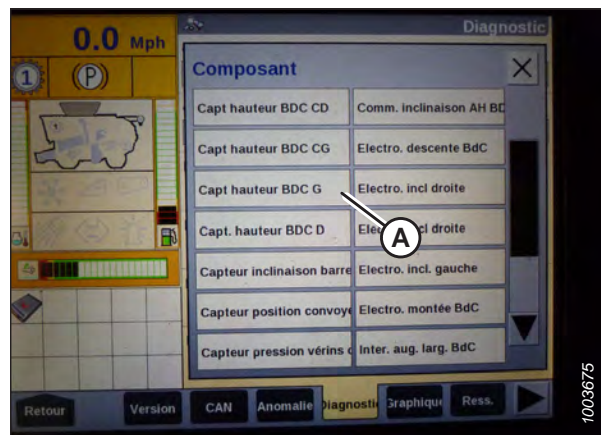 0.0 Mph
Diagnostic
1 (P)
Composant
Capt hauteur BDC CD
Comm. inclinaison AH BD
Capt hauteur BDC CG
Electro. descente BdC
Capt hauteur BDC G
Electro. incl droite
Capt. hauteur BDC D
Ele cl droite
A
Capteur inclinaison barre
Electro. incl. gauche
Capteur position convoye
Electro. montée BdC
Capteur pression vérins c
Inter. aug. larg. BdC
Retour
Version
CAN
Anomalie
Diagnostic
Graphique
Ress.
1003675